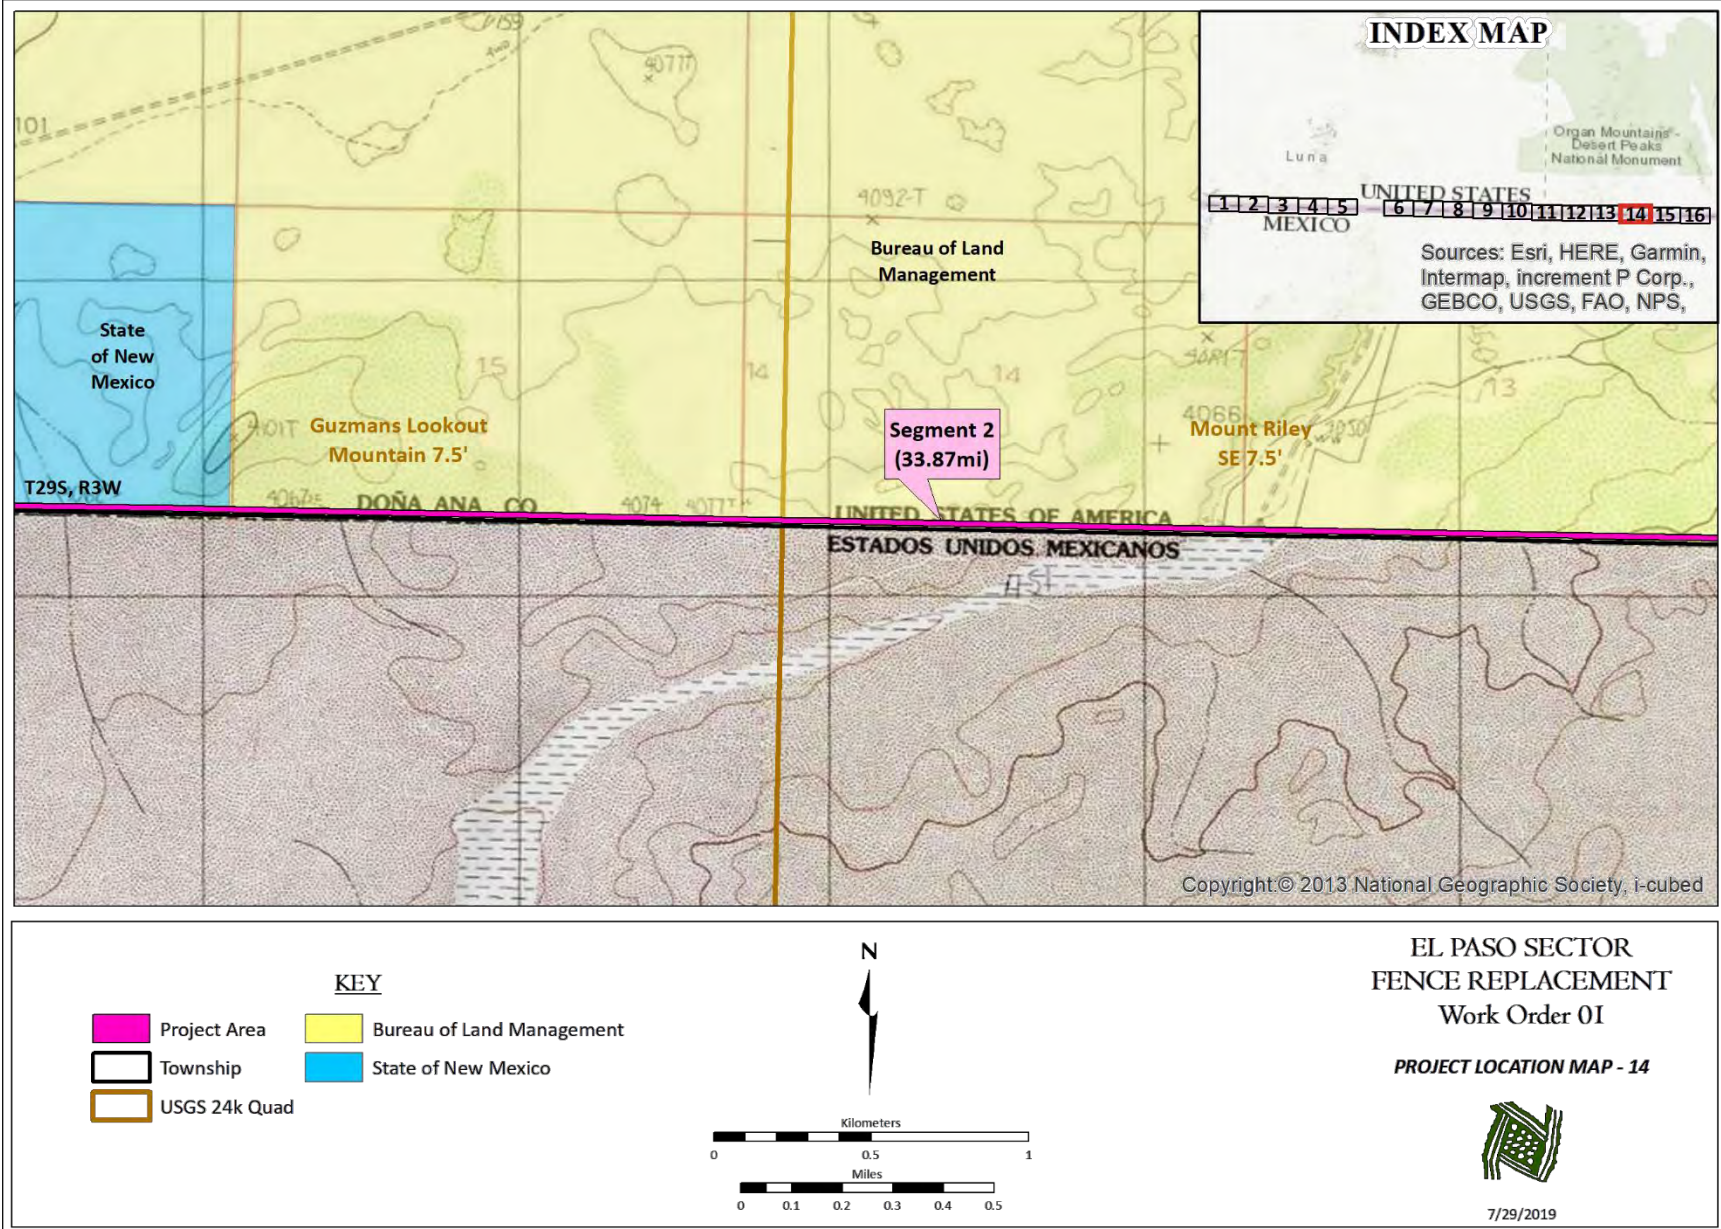 INDEX MAP
Organ Mountains -
Desert Peaks
National Monument
Luna
UNITED STATES
1 2 3 4 5 6 7 8 9 10 11 12 13 14 15 16
MEXICO
Sources: Esri, HERE, Garmin,
Intermap, increment P Corp.,
GEBCO, USGS, FAO, NPS,
4077T
101
4092-T
Bureau of Land
Management
State
of New
Mexico
15
14
14
13
4066
Guzmans Lookout
Mountain 7.5'
Segment 2
(33.87mi)
Mount Riley
SE 7.5'
T29S, R3W
DOÑA ANA CO
4074
4077T
UNITED STATES OF AMERICA
ESTADOS UNIDOS MEXICANOS
Copyright:© 2013 National Geographic Society, i-cubed
KEY
Project Area
Township
USGS 24k Quad
Bureau of Land Management
State of New Mexico
N
Kilometers
0 0.5 1
Miles
0 0.1 0.2 0.3 0.4 0.5
EL PASO SECTOR
FENCE REPLACEMENT
Work Order 01
PROJECT LOCATION MAP - 14
7/29/2019